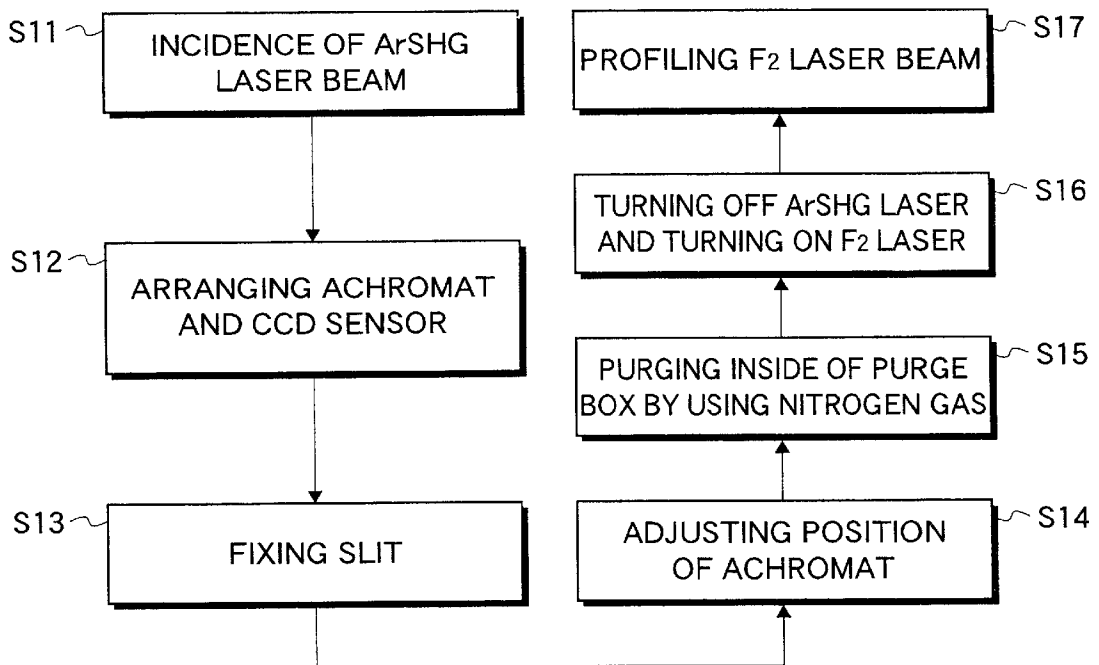 S11
INCIDENCE OF ArSHG
LASER BEAM
S12
ARRANGING ACHROMAT
AND CCD SENSOR
S13
FIXING SLIT
S14
ADJUSTING POSITION
OF ACHROMAT
S15
PURGING INSIDE OF PURGE
BOX BY USING NITROGEN GAS
S16
TURNING OFF ArSHG LASER
AND TURNING ON F2 LASER
S17
PROFILING F2 LASER BEAM